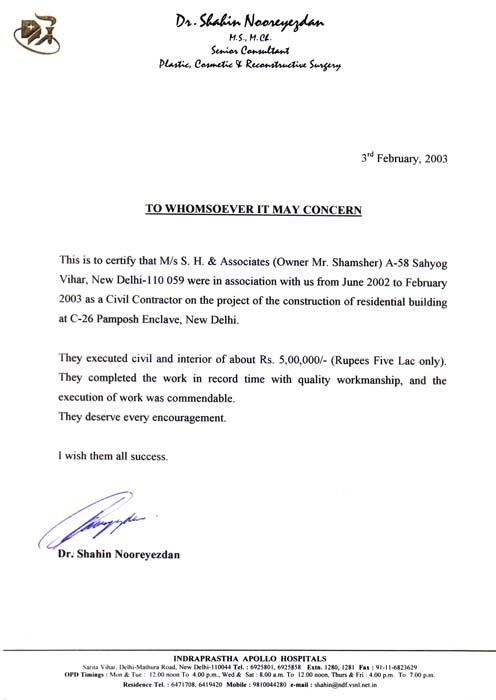 Dr. Shahin Nooreyezdan
M.S., M.Ch.
Senior Consultant
Plastic, Cosmetic & Reconstructive Surgery
3rd February, 2003
TO WHOMSOEVER IT MAY CONCERN
This is to certify that M/s S. H. & Associates (Owner Mr. Shamsher) A-58 Sahyog
Vihar, New Delhi-110 059 were in association with us from June 2002 to February
2003 as a Civil Contractor on the project of the construction of residential building
at C-26 Pamposh Enclave, New Delhi.
They executed civil and interior of about Rs. 5,00,000/- (Rupees Five Lac only).
They completed the work in record time with quality workmanship, and the
execution of work was commendable.
They deserve every encouragement.
I wish them all success.
Dr. Shahin Nooreyezdan
INDRAPRASTHA APOLLO HOSPITALS
Sarita Vihar, Delhi-Mathura Road, New Delhi-110044 Tel. : 6925801, 6925858 Extn. 1280, 1281 Fax : 91-11-6823629
OPD Timings : Mon & Tue : 12.00 noon To 4.00 p.m., Wed & Sat : 8.00 a.m. To 12.00 noon, Thurs & Fri : 4.00 p.m. To 7.00 p.m.
Residence Tel. : 6471708, 6419420 Mobile : 9810044280 e-mail : shahin@ndf.vsnl.net.in